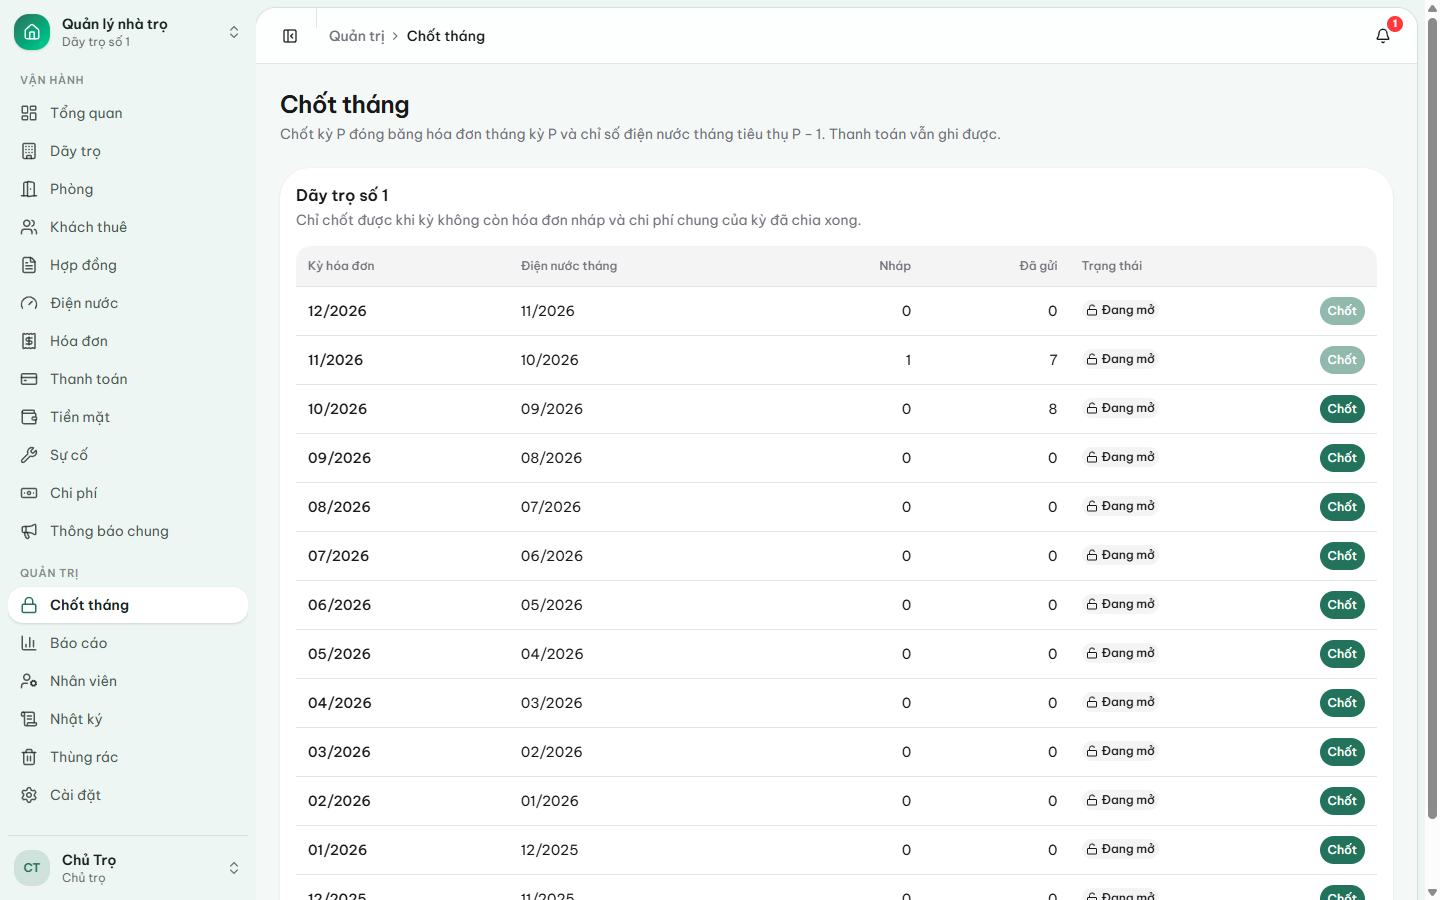 Quản lý nhà trọ
Dãy trọ số 1
VẬN HÀNH
Tổng quan
Dãy trọ
Phòng
Khách thuê
Hợp đồng
Điện nước
Hóa đơn
Thanh toán
Tiền mặt
Sự cố
Chi phí
Thông báo chung
QUẢN TRỊ
Chốt tháng
Báo cáo
Nhân viên
Nhật ký
Thùng rác
Cài đặt
CT
Chủ Trọ
Chủ trọ
Quản trị > Chốt tháng
1
Chốt tháng
Chốt kỳ P đóng băng hóa đơn tháng kỳ P và chỉ số điện nước tháng tiêu thụ P − 1. Thanh toán vẫn ghi được.
Dãy trọ số 1
Chỉ chốt được khi kỳ không còn hóa đơn nháp và chi phí chung của kỳ đã chia xong.
Kỳ hóa đơn Điện nước tháng Nháp Đã gửi Trạng thái
12/2026 11/2026 0 0 Đang mở Chốt
11/2026 10/2026 1 7 Đang mở Chốt
10/2026 09/2026 0 8 Đang mở Chốt
09/2026 08/2026 0 0 Đang mở Chốt
08/2026 07/2026 0 0 Đang mở Chốt
07/2026 06/2026 0 0 Đang mở Chốt
06/2026 05/2026 0 0 Đang mở Chốt
05/2026 04/2026 0 0 Đang mở Chốt
04/2026 03/2026 0 0 Đang mở Chốt
03/2026 02/2026 0 0 Đang mở Chốt
02/2026 01/2026 0 0 Đang mở Chốt
01/2026 12/2025 0 0 Đang mở Chốt
12/2025 11/2025 0 0 Đang mở Chốt